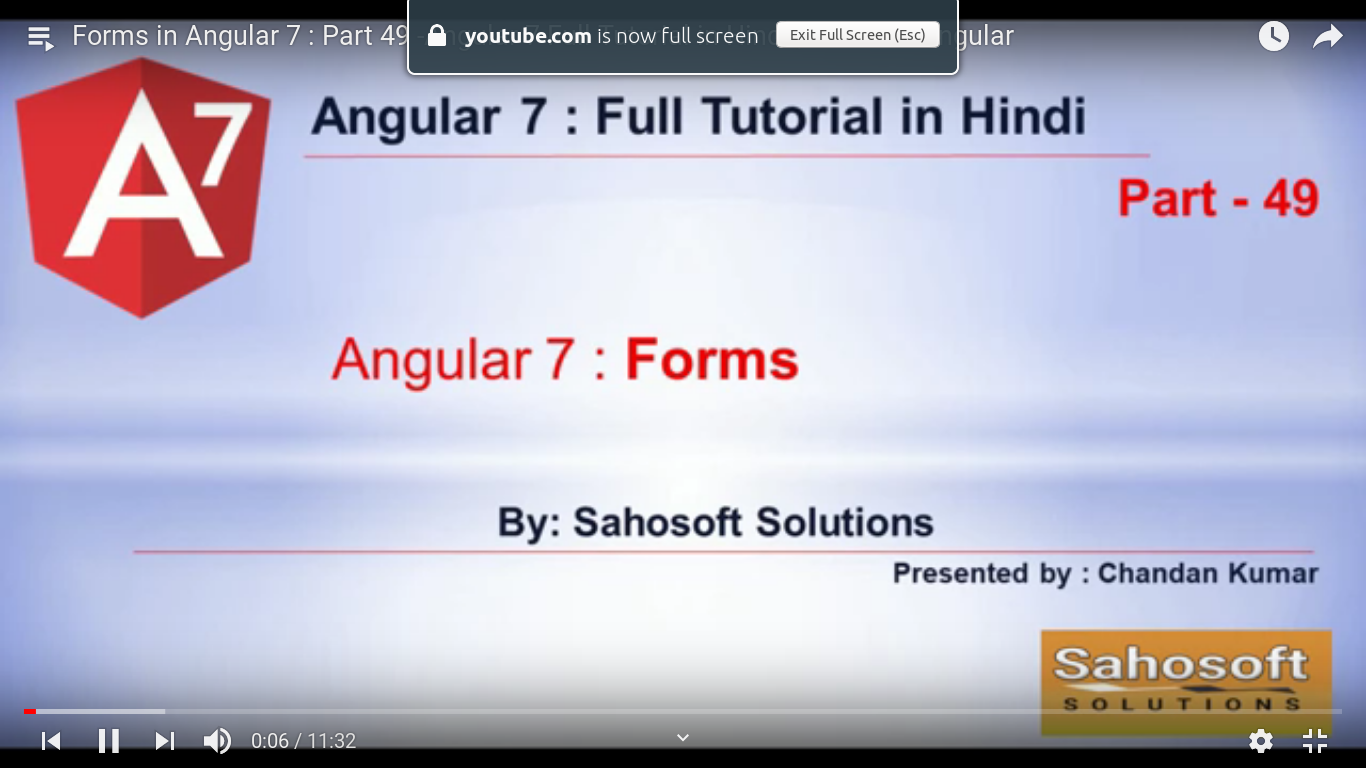 Forms in Angular 7 : Part 49
youtube.com is now full screen
Exit Full Screen (Esc)
A7
Angular 7 : Full Tutorial in Hindi
Part - 49
Angular 7 : Forms
By: Sahosoft Solutions
Presented by : Chandan Kumar
Sahosoft
SOLUTIONS
0:06 / 11:32